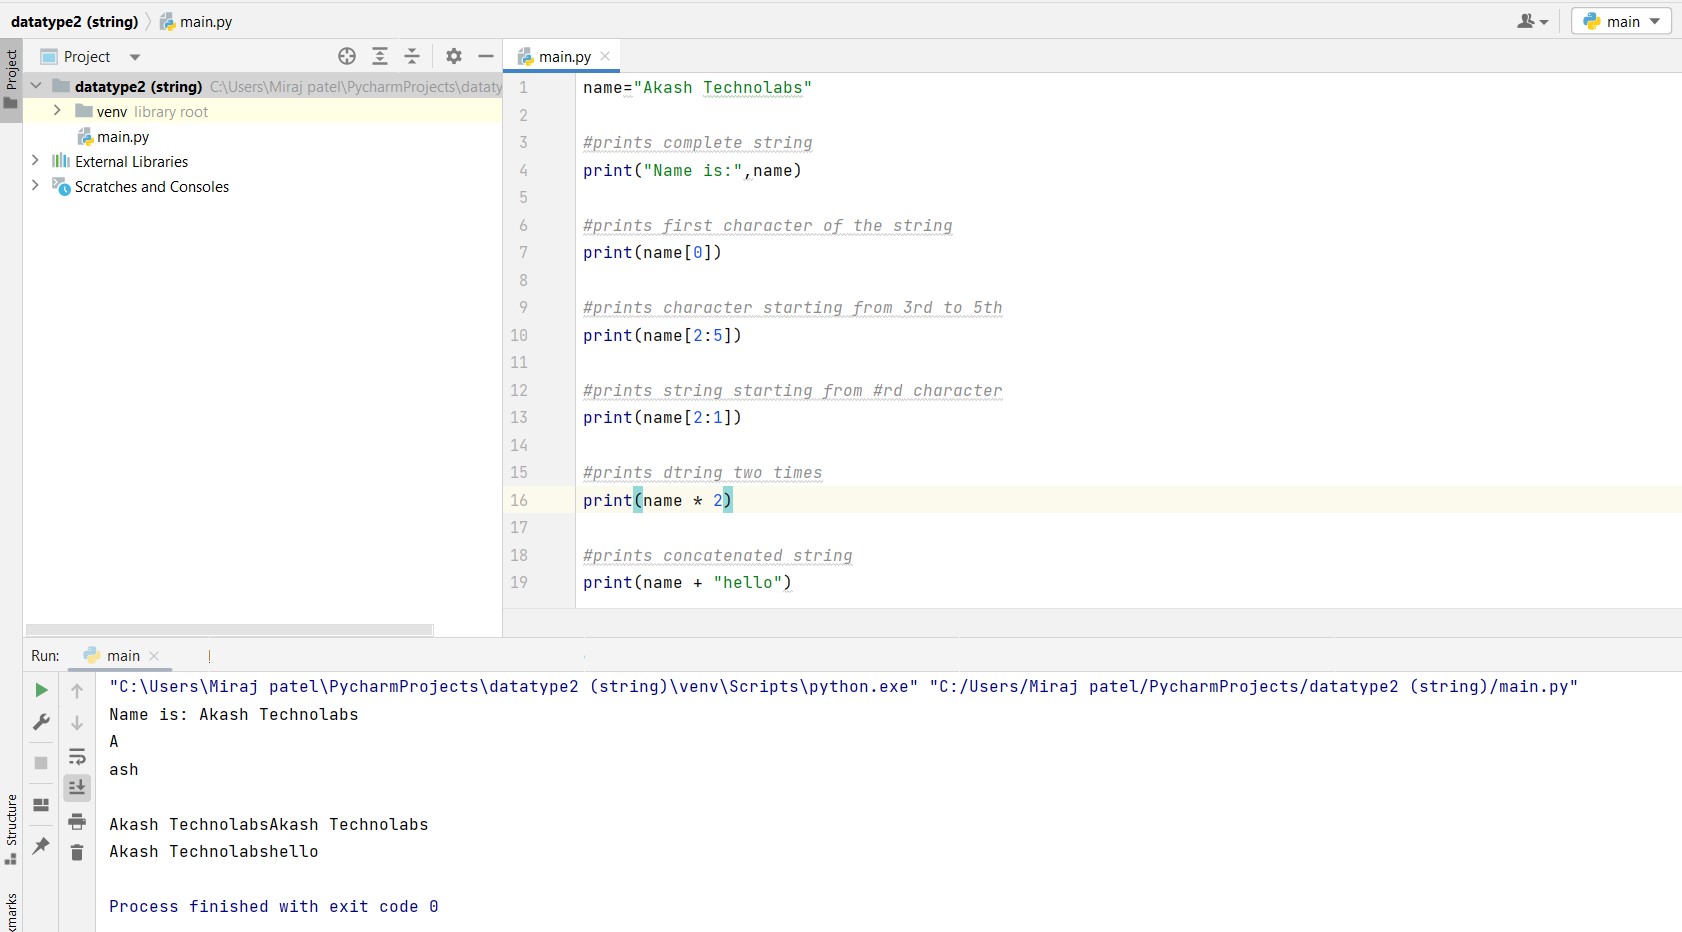 datatype2 (string) main.py
main
Project
Project
main.py
datatype2 (string) C:\Users\Miraj patel\PycharmProjects\dataty
venv library root
main.py
External Libraries
Scratches and Consoles
1 name="Akash Technolabs"
2
3 #prints complete string
4 print("Name is:",name)
5
6 #prints first character of the string
7 print(name[0])
8
9 #prints character starting from 3rd to 5th
10 print(name[2:5])
11
12 #prints string starting from #rd character
13 print(name[2:1])
14
15 #prints dtring two times
16 print(name * 2)
17
18 #prints concatenated string
19 print(name + "hello")
Run: main
"C:\Users\Miraj patel\PycharmProjects\datatype2 (string)\venv\Scripts\python.exe" "C:/Users/Miraj patel/PycharmProjects/datatype2 (string)/main.py"
Name is: Akash Technolabs
A
ash
Akash TechnolabsAkash Technolabs
Akash Technolabshello
Process finished with exit code 0
Structure
kmarks